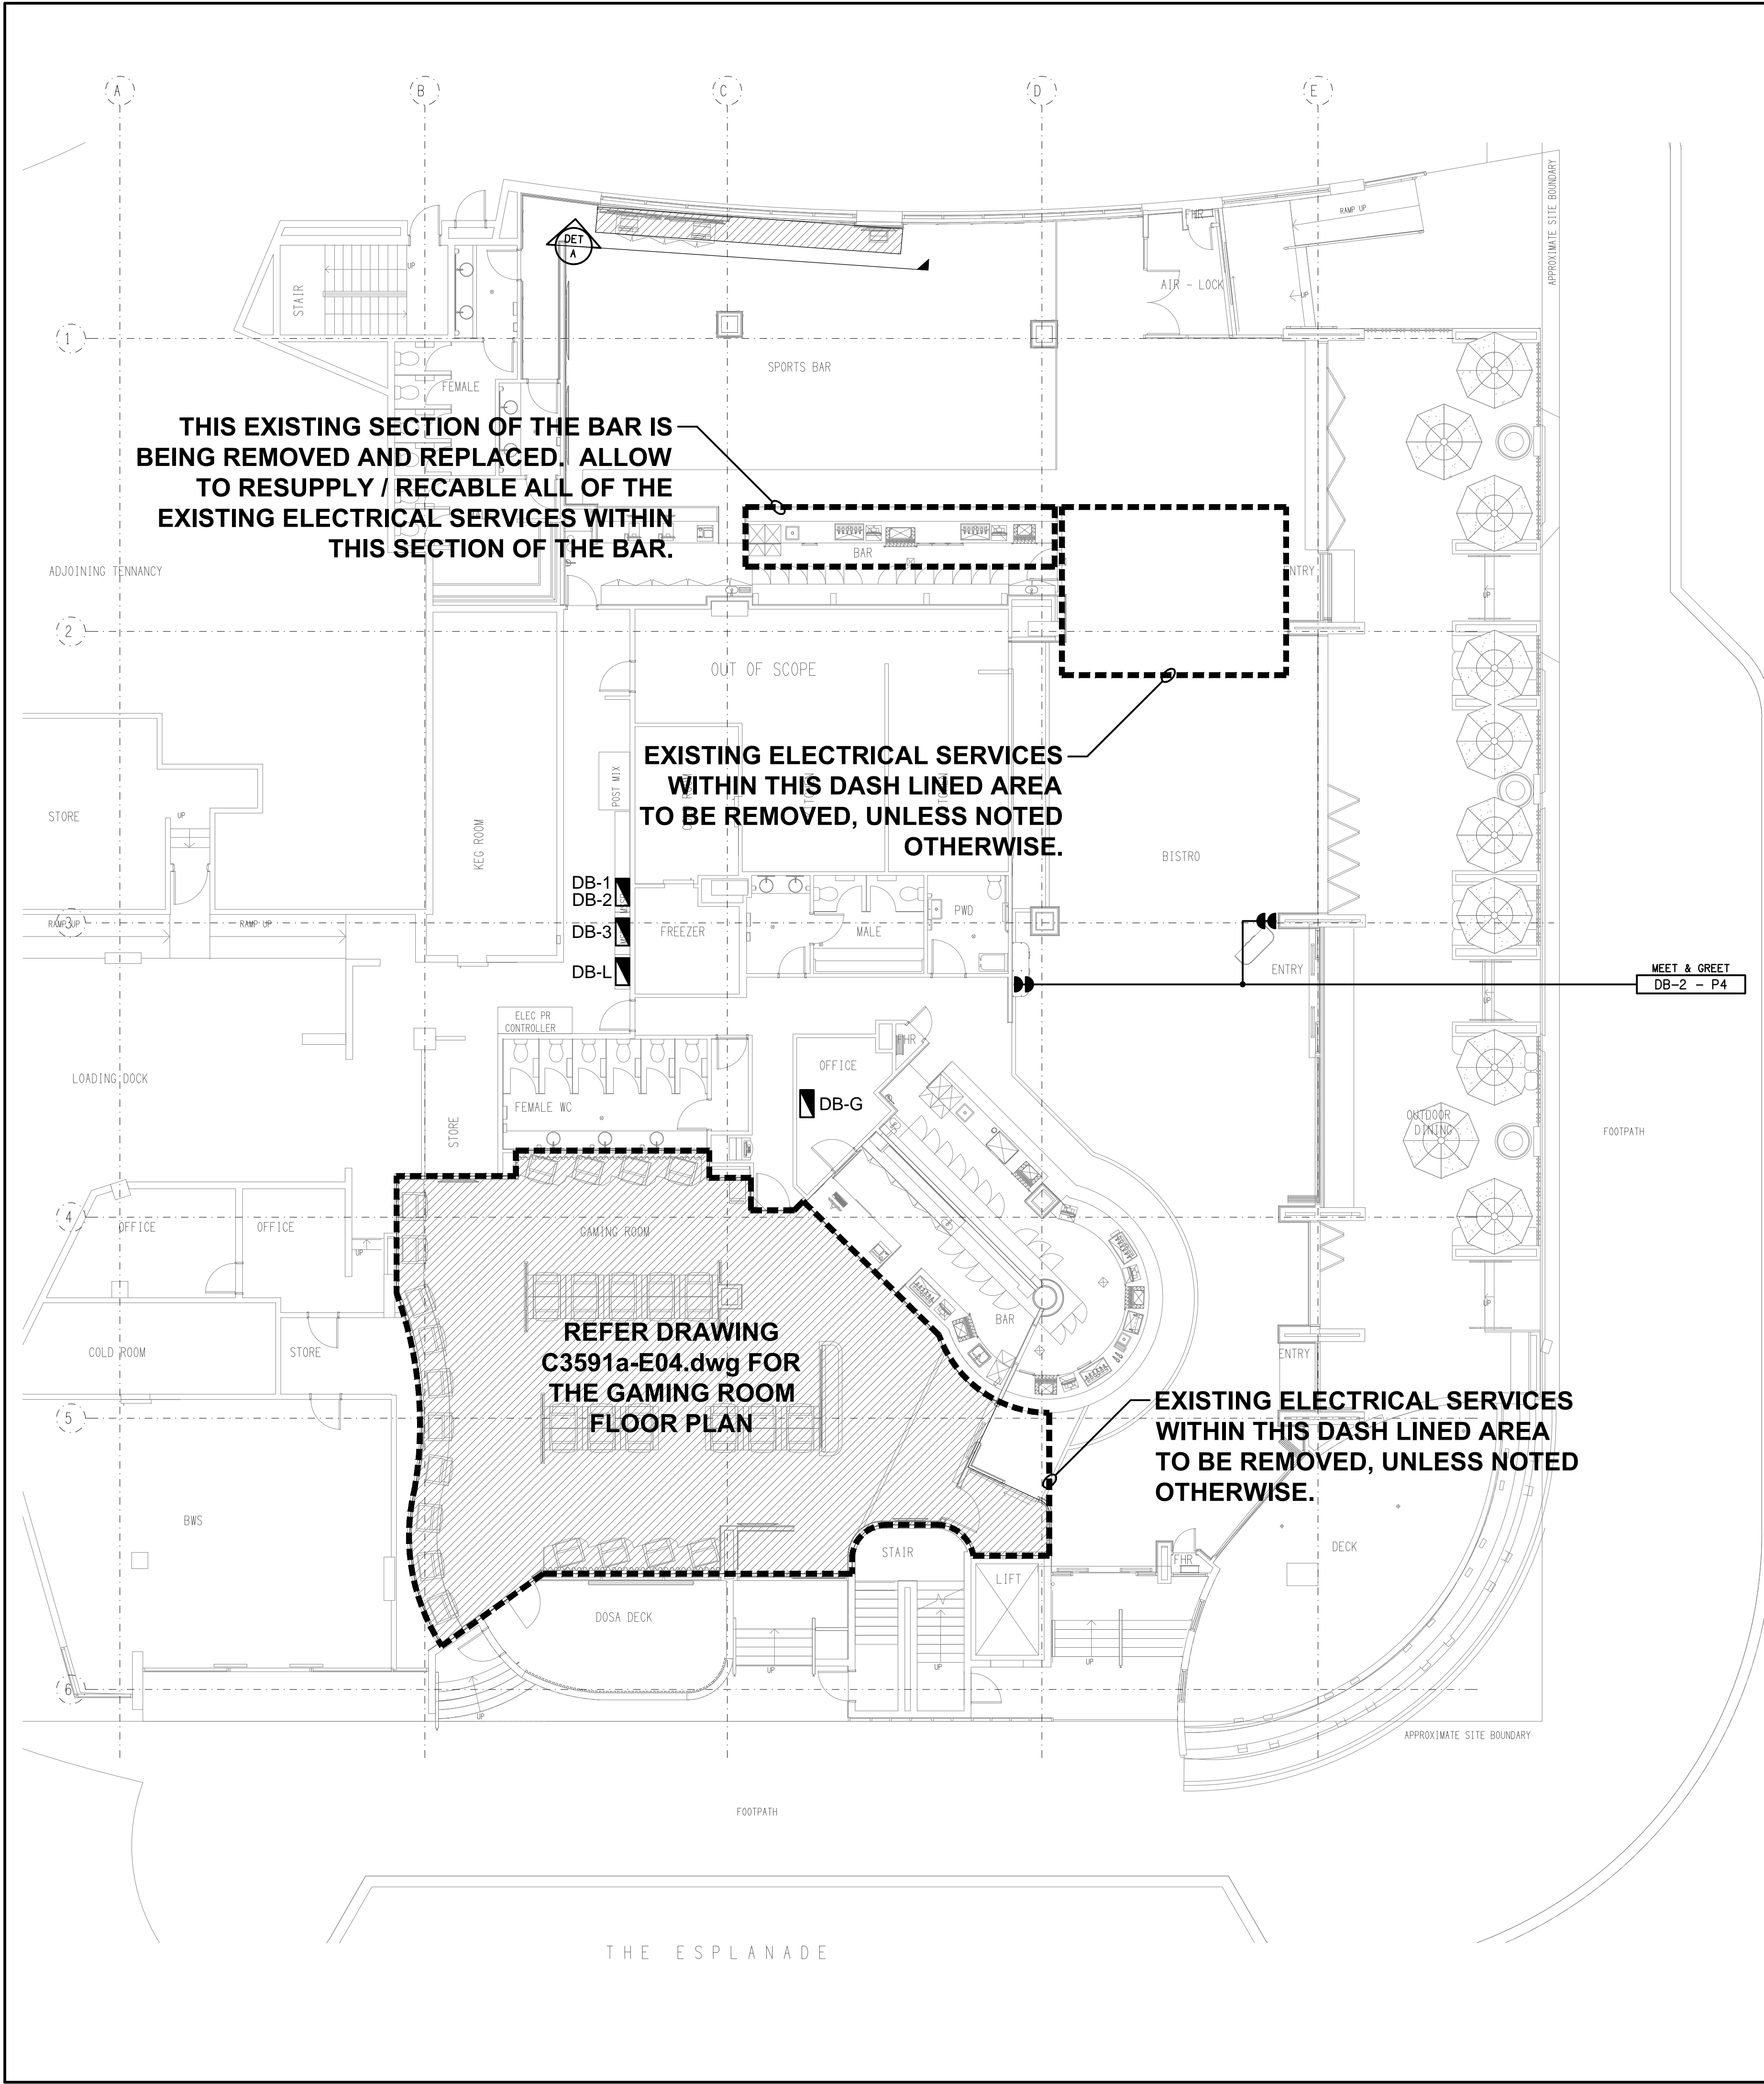 A
B
C
D
E
APPROXIMATE SITE BOUNDARY
RAMP UP
FHR
DET
A
UP
STAIR
AIR - LOCK
UP
1
SPORTS BAR
FEMALE
THIS EXISTING SECTION OF THE BAR IS
BEING REMOVED AND REPLACED. ALLOW
TO RESUPPLY / RECABLE ALL OF THE
EXISTING ELECTRICAL SERVICES WITHIN
THIS SECTION OF THE BAR.
BAR
ADJOINING TENNANCY
ENTRY
UP
2
OUT OF SCOPE
EXISTING ELECTRICAL SERVICES
WITHIN THIS DASH LINED AREA
TO BE REMOVED, UNLESS NOTED
OTHERWISE.
POST MIX
STORE
UP
KEG ROOM
BISTRO
DB-1
DB-2
DB-3
DB-L
PWD
RAMP UP
3
RAMP UP
FREEZER
MALE
ENTRY
MEET & GREET
DB-2 - P4
UP
ELEC PR
CONTROLLER
FHR
OFFICE
LOADING DOCK
DB-G
FEMALE WC
STORE
OUTDOOR
DINING
FOOTPATH
4
OFFICE
OFFICE
GAMING ROOM
UP
UP
BAR
REFER DRAWING
C3591a-E04.dwg FOR
THE GAMING ROOM
FLOOR PLAN
COLD ROOM
STORE
ENTRY
5
EXISTING ELECTRICAL SERVICES
WITHIN THIS DASH LINED AREA
TO BE REMOVED, UNLESS NOTED
OTHERWISE.
BWS
STAIR
FHR
DECK
LIFT
DOSA DECK
UP
UP
UP
6
UP
APPROXIMATE SITE BOUNDARY
FOOTPATH
THE ESPLANADE